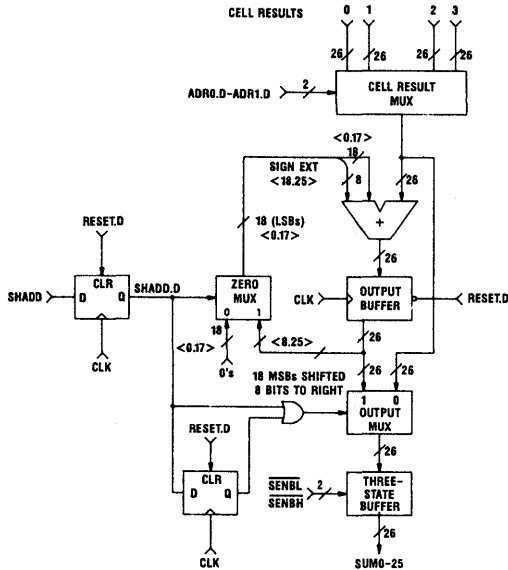 CELL RESULTS 0 1 2 3
26 26 26 26
ADR0.D-ADR1.D 2
CELL RESULT
MUX
<0.17>
18
SIGN EXT 8 26
<18.25>
18 (LSBs)
<0.17>
+
RESET.D
26
CLR
SHADD D Q SHADD.D
ZERO
MUX
0 1
OUTPUT
BUFFER
CLK RESET.D
CLK
18
<0.17> <8.25>
0's
26
26 26
18 MSBs SHIFTED
8 BITS TO RIGHT
1 0
OUTPUT
MUX
RESET.D
26
CLR
D Q
SENBL
SENBH
2
THREE-
STATE
BUFFER
CLK
26
SUM0-25